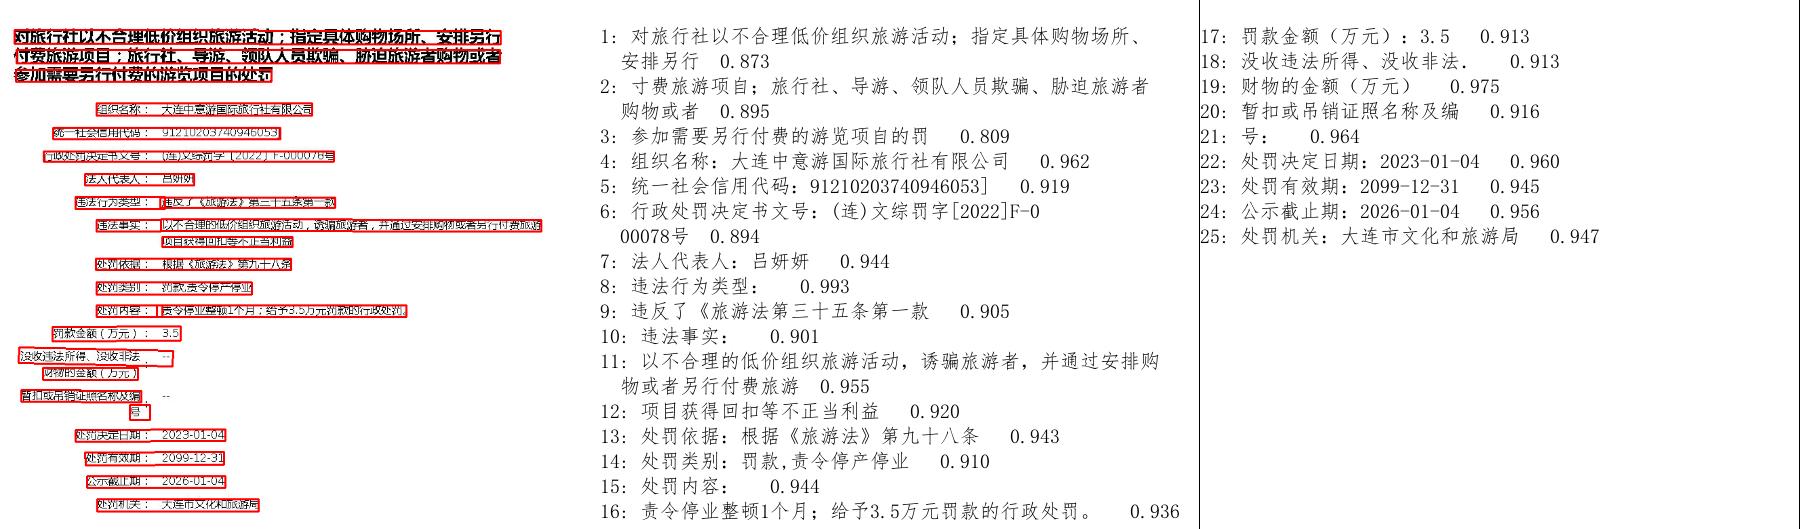 对旅行社以不合理低价组织旅游活动；指定具体购物场所、安排另行
付费旅游项目；旅行社、导游、领队人员欺骗、胁迫旅游者购物或者
参加需要另行付费的游览项目的处罚
组织名称： 大连中意游国际旅行社有限公司
统一社会信用代码： 91210203740946053
行政处罚决定书文号： (连)文综罚字［2022］F-000078号
法人代表人： 吕妍妍
违法行为类型： 违反了《旅游法》第三十五条第一款
违法事实： 以不合理的低价组织旅游活动，诱骗旅游者，并通过安排购物或者另行付费旅游
项目获得回扣等不正当利益
处罚依据： 根据《旅游法》第九十八条
处罚类别： 罚款,责令停产停业
处罚内容： 责令停业整顿1个月；给予3.5万元罚款的行政处罚。
罚款金额（万元）： 3.5
没收违法所得、没收非法 --
财物的金额（万元）
暂扣或吊销证照名称及编 --
号：
处罚决定日期： 2023-01-04
处罚有效期： 2099-12-31
公示截止期： 2026-01-04
处罚机关： 大连市文化和旅游局
1: 对旅行社以不合理低价组织旅游活动；指定具体购物场所、
安排另行 0.873
2: 寸费旅游项自；旅行社、导游、领队人员欺骗、胁迫旅游者
购物或者 0.895
3: 参加需要另行付费的游览项自的罚 0.809
4: 组织名称：大连中意游国际旅行社有限公司 0.962
5: 统一社会信用代码：91210203740946053] 0.919
6: 行政处罚决定书文号：(连)文综罚字[2022]F-0
00078号 0.894
7: 法人代表人：吕妍妍 0.944
8: 违法行为类型： 0.993
9: 违反了《旅游法第三十五条第一款 0.905
10: 违法事实： 0.901
11: 以不合理的低价组织旅游活动，诱骗旅游者，并通过安排购
物或者另行付费旅游 0.955
12: 项目获得回扣等不正当利益 0.920
13: 处罚依据：根据《旅游法》第九十八条 0.943
14: 处罚类别：罚款,责令停产停业 0.910
15: 处罚内容： 0.944
16: 责令停业整顿1个月；给予3.5万元罚款的行政处罚。 0.936
17: 罚款金额（万元）：3.5 0.913
18: 没收违法所得、没收非法. 0.913
19: 财物的金额（万元） 0.975
20: 暂扣或吊销证照名称及编 0.916
21: 号： 0.964
22: 处罚决定日期：2023-01-04 0.960
23: 处罚有效期：2099-12-31 0.945
24: 公示截止期：2026-01-04 0.956
25: 处罚机关：大连市文化和旅游局 0.947